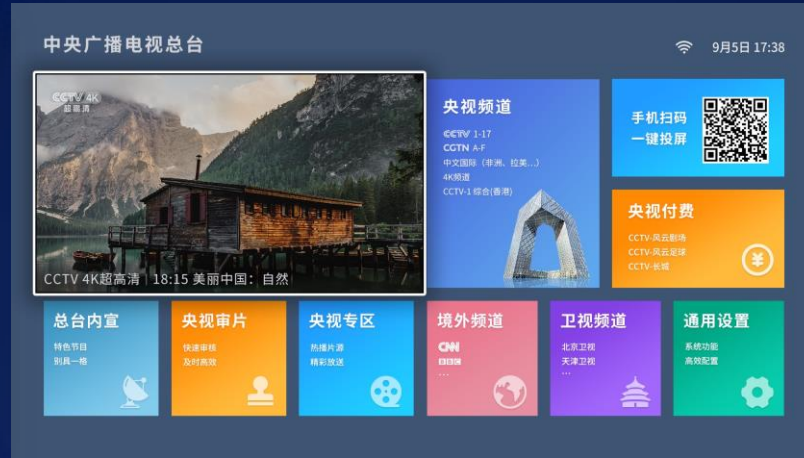 中央广播电视总台
9月5日 17:38
CCTV 4K
超高清
CCTV 4K超高清 18:15 美丽中国：自然
央视频道
CCTV 1-17
CGTN A-F
中文国际（非洲、拉美...）
4K频道
CCTV-1 综合(香港)
手机扫码
一键投屏
央视付费
CCTV-风云剧场
CCTV-风云足球
CCTV-长城
¥
总台内宣
特色节目
别具一格
央视审片
快速审核
及时高效
央视专区
热播片源
精彩放送
境外频道
CNN
BBC
...
卫视频道
北京卫视
天津卫视
...
通用设置
系统功能
高效配置